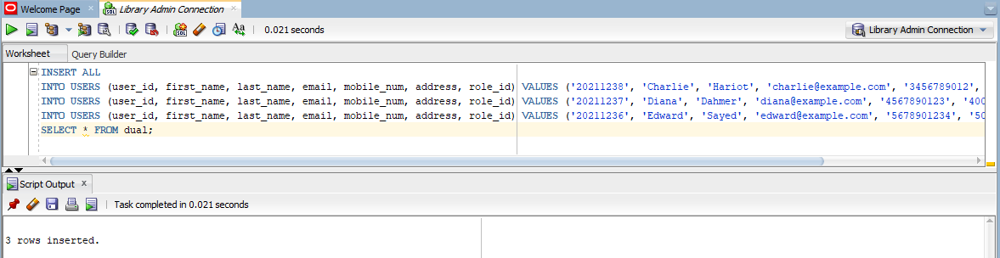 Welcome Page
Library Admin Connection
0.021 seconds
Library Admin Connection
Worksheet
Query Builder
INSERT ALL
INTO USERS (user_id, first_name, last_name, email, mobile_num, address, role_id) VALUES ('20211238', 'Charlie', 'Hariot', 'charlie@example.com', '3456789012',
INTO USERS (user_id, first_name, last_name, email, mobile_num, address, role_id) VALUES ('20211237', 'Diana', 'Dahmer', 'diana@example.com', '4567890123', '400
INTO USERS (user_id, first_name, last_name, email, mobile_num, address, role_id) VALUES ('20211236', 'Edward', 'Sayed', 'edward@example.com', '5678901234', '50
SELECT * FROM dual;
Script Output
Task completed in 0.021 seconds
3 rows inserted.